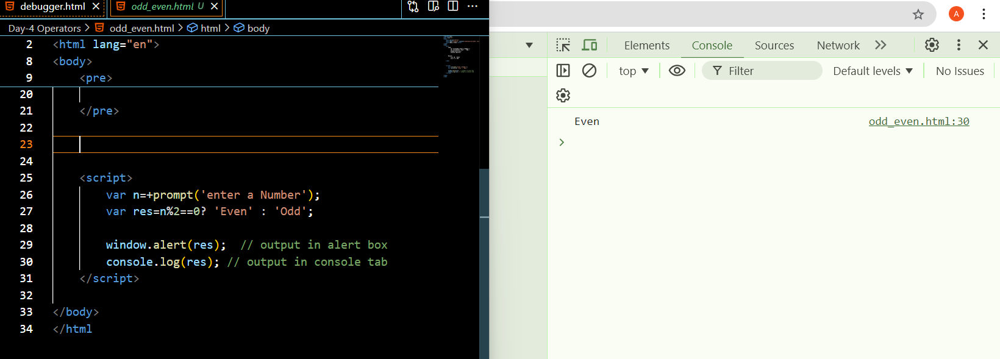 debugger.html
odd_even.html U
Day-4 Operators > odd_even.html > html > body
2 <html lang="en">
8 <body>
9 <pre>
20
21 </pre>
22
23
24
25 <script>
26 var n=+prompt('enter a Number');
27 var res=n%2==0? 'Even' : 'Odd';
28
29 window.alert(res); // output in alert box
30 console.log(res); // output in console tab
31 </script>
32
33 </body>
34 </html
A
Elements Console Sources Network
top Filter Default levels No Issues
Even odd_even.html:30